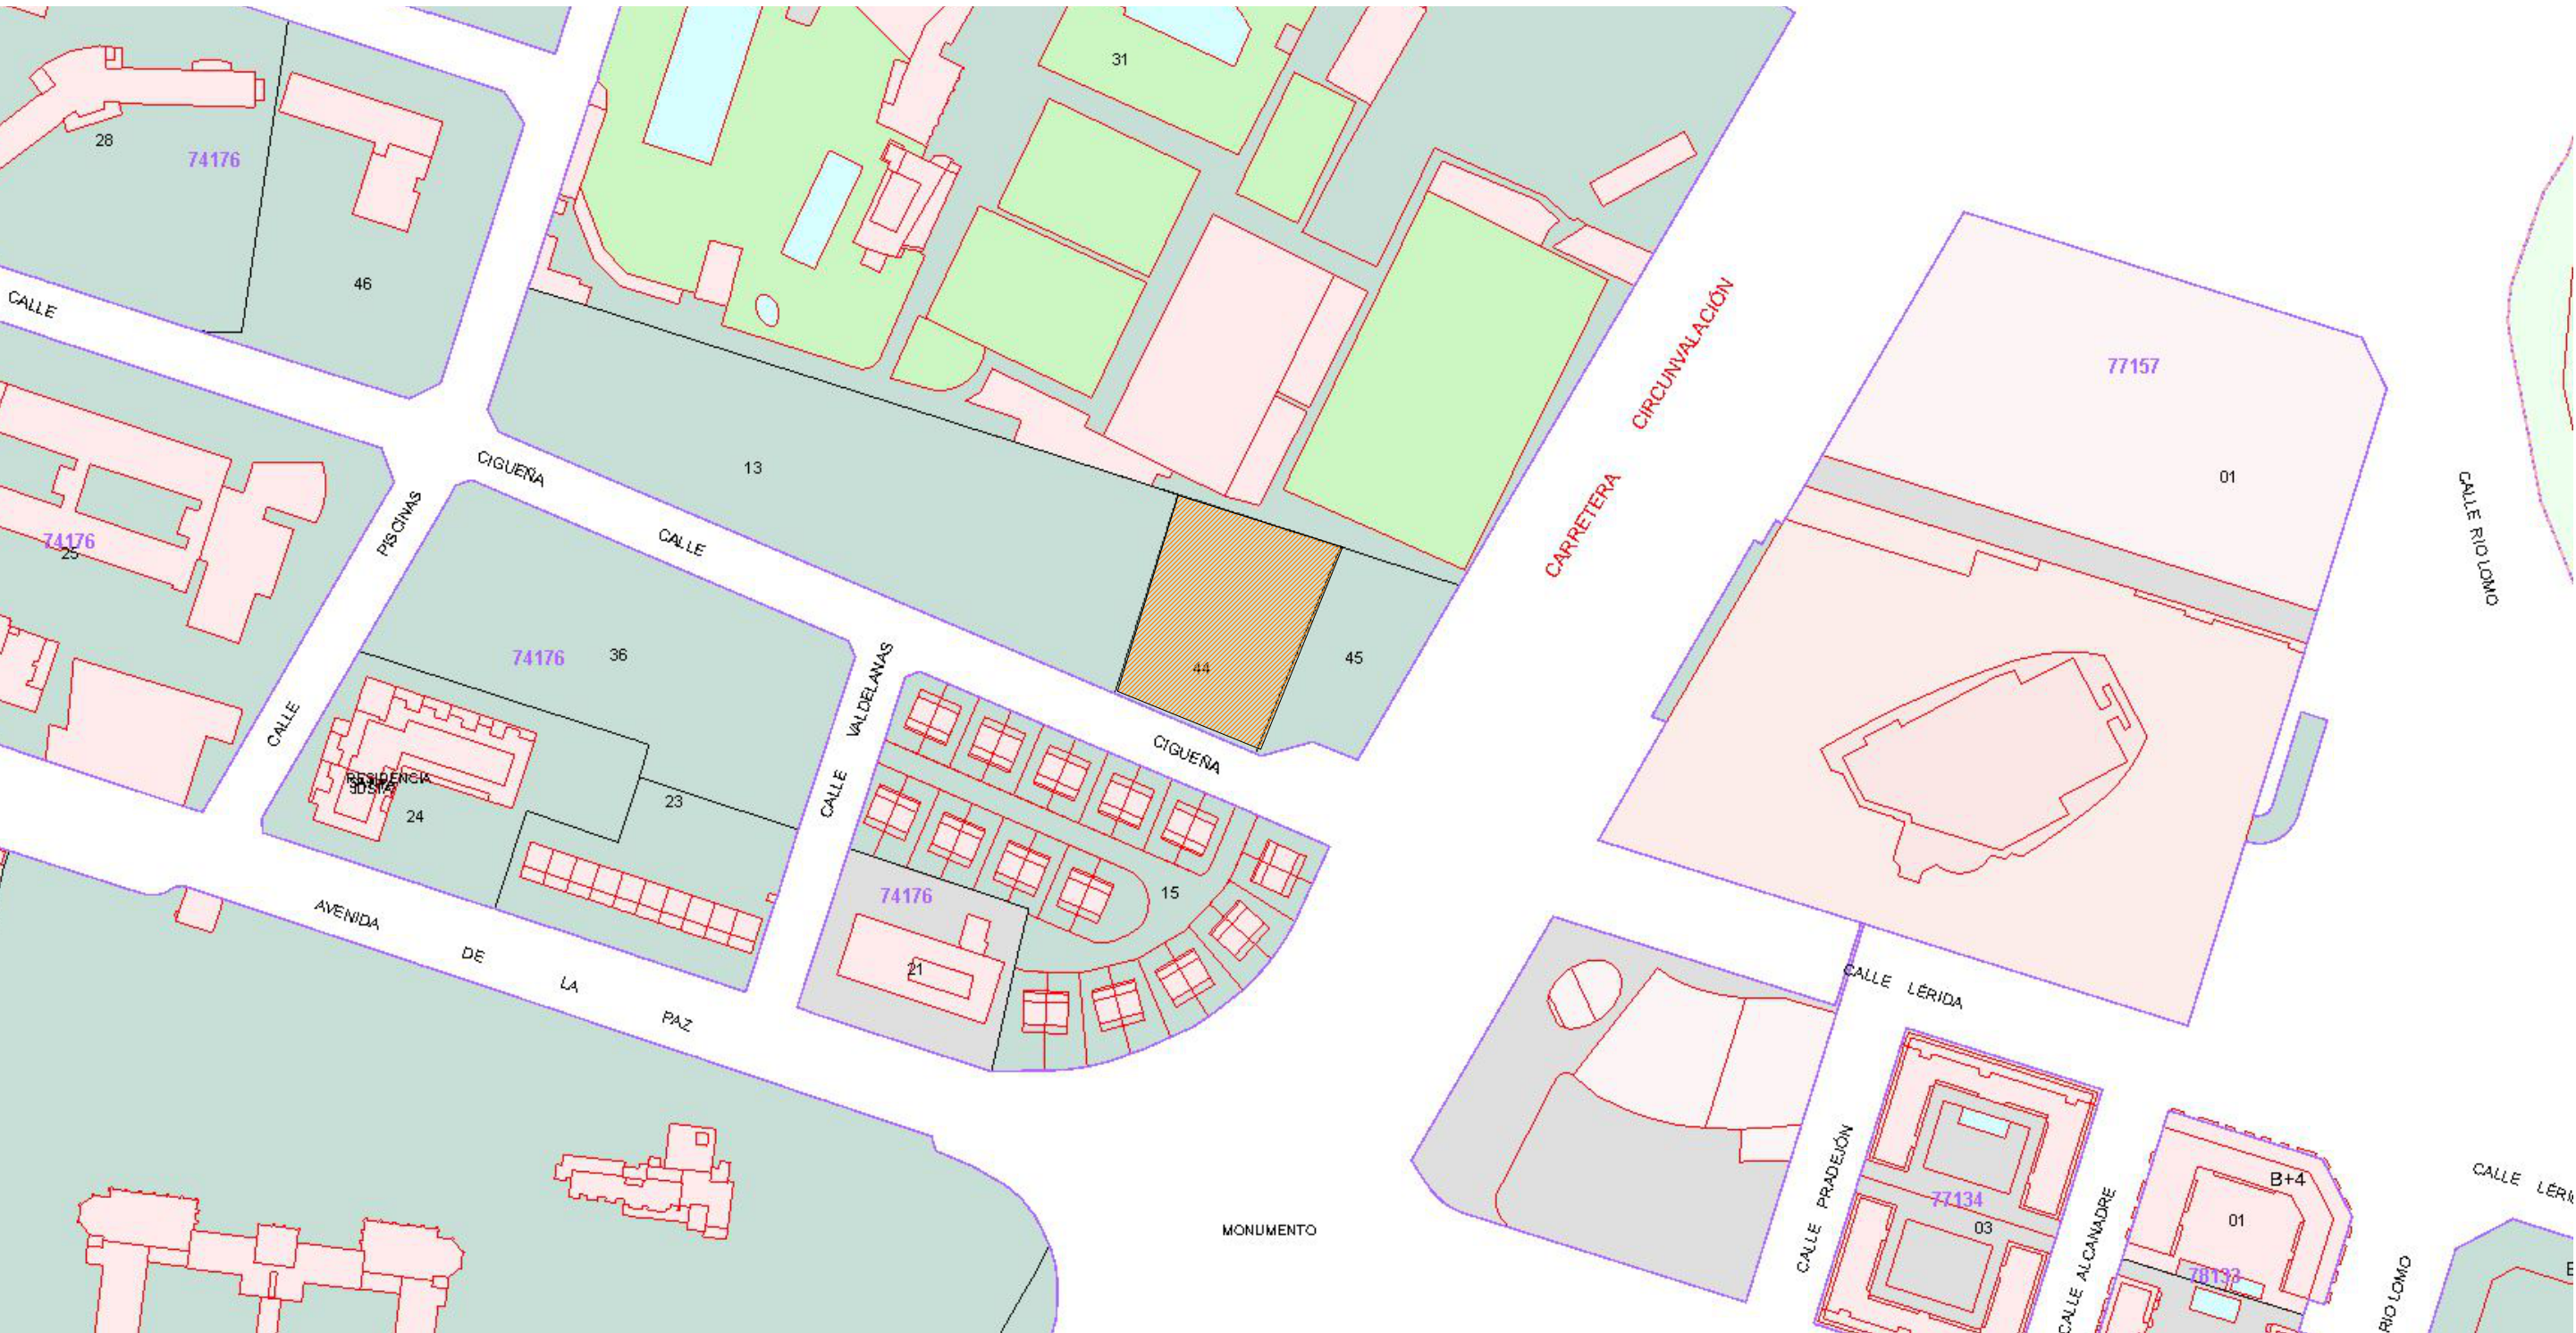 31
28
74176
46
CALLE
CARRETERA CIRCUNVALACIÓN
77157
01
CIGUEÑA
13
CALLE
PISCINAS
CALLE
74176
25
CALLE RIO LOMO
74176
36
44
45
VALDELANAS
CALLE
CIGUEÑA
RESIDENCIA
24
23
74176
15
21
AVENIDA
DE
LA
PAZ
CALLE LÉRIDA
MONUMENTO
CALLE PRADEJÓN
77134
03
CALLE ALCANADRE
B+4
01
78133
CALLE LÉRI
RIO LOMO